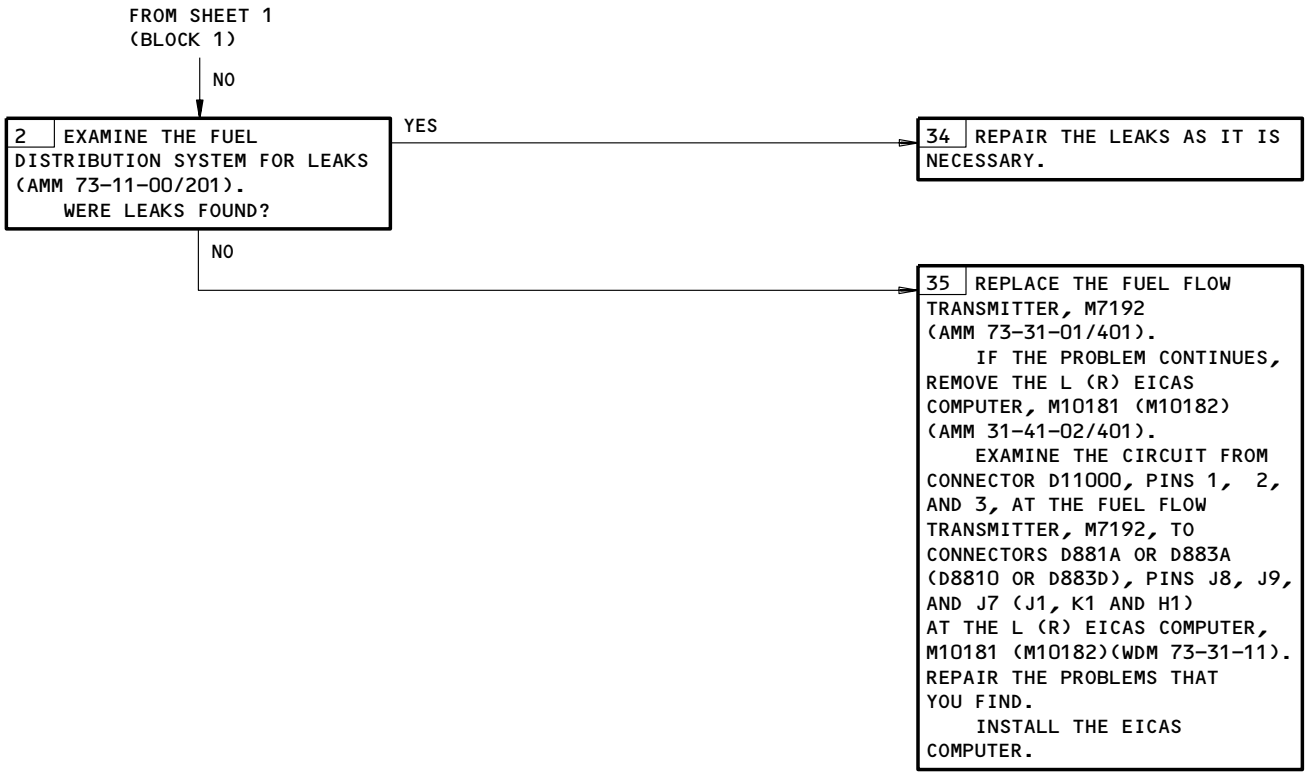 FROM SHEET 1
(BLOCK 1)
NO
2 EXAMINE THE FUEL
DISTRIBUTION SYSTEM FOR LEAKS
(AMM 73-11-00/201).
WERE LEAKS FOUND?
YES
34 REPAIR THE LEAKS AS IT IS
NECESSARY.
NO
35 REPLACE THE FUEL FLOW
TRANSMITTER, M7192
(AMM 73-31-01/401).
IF THE PROBLEM CONTINUES,
REMOVE THE L (R) EICAS
COMPUTER, M10181 (M10182)
(AMM 31-41-02/401).
EXAMINE THE CIRCUIT FROM
CONNECTOR D11000, PINS 1, 2,
AND 3, AT THE FUEL FLOW
TRANSMITTER, M7192, TO
CONNECTORS D881A OR D883A
(D881O OR D883D), PINS J8, J9,
AND J7 (J1, K1 AND H1)
AT THE L (R) EICAS COMPUTER,
M10181 (M10182)(WDM 73-31-11).
REPAIR THE PROBLEMS THAT
YOU FIND.
INSTALL THE EICAS
COMPUTER.